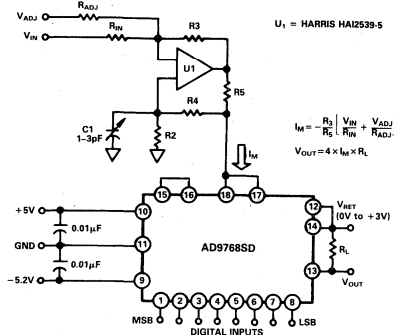 V_ADJ R_ADJ
V_IN R_IN R3
U1 = HARRIS HAI2539-5
U1
R5
R4
C1
1-3pF
R2
I_M
I_M = -R3/R5 [V_IN/R_IN + V_ADJ/R_ADJ.
V_OUT = 4 × I_M × R_L
15 16 18 17
+5V 10
0.01μF
GND 11
0.01μF
-5.2V 9
AD9768SD
12 V_RET
(0V to +3V)
14
R_L
13
V_OUT
1 2 3 4 5 6 7 8
MSB LSB
DIGITAL INPUTS